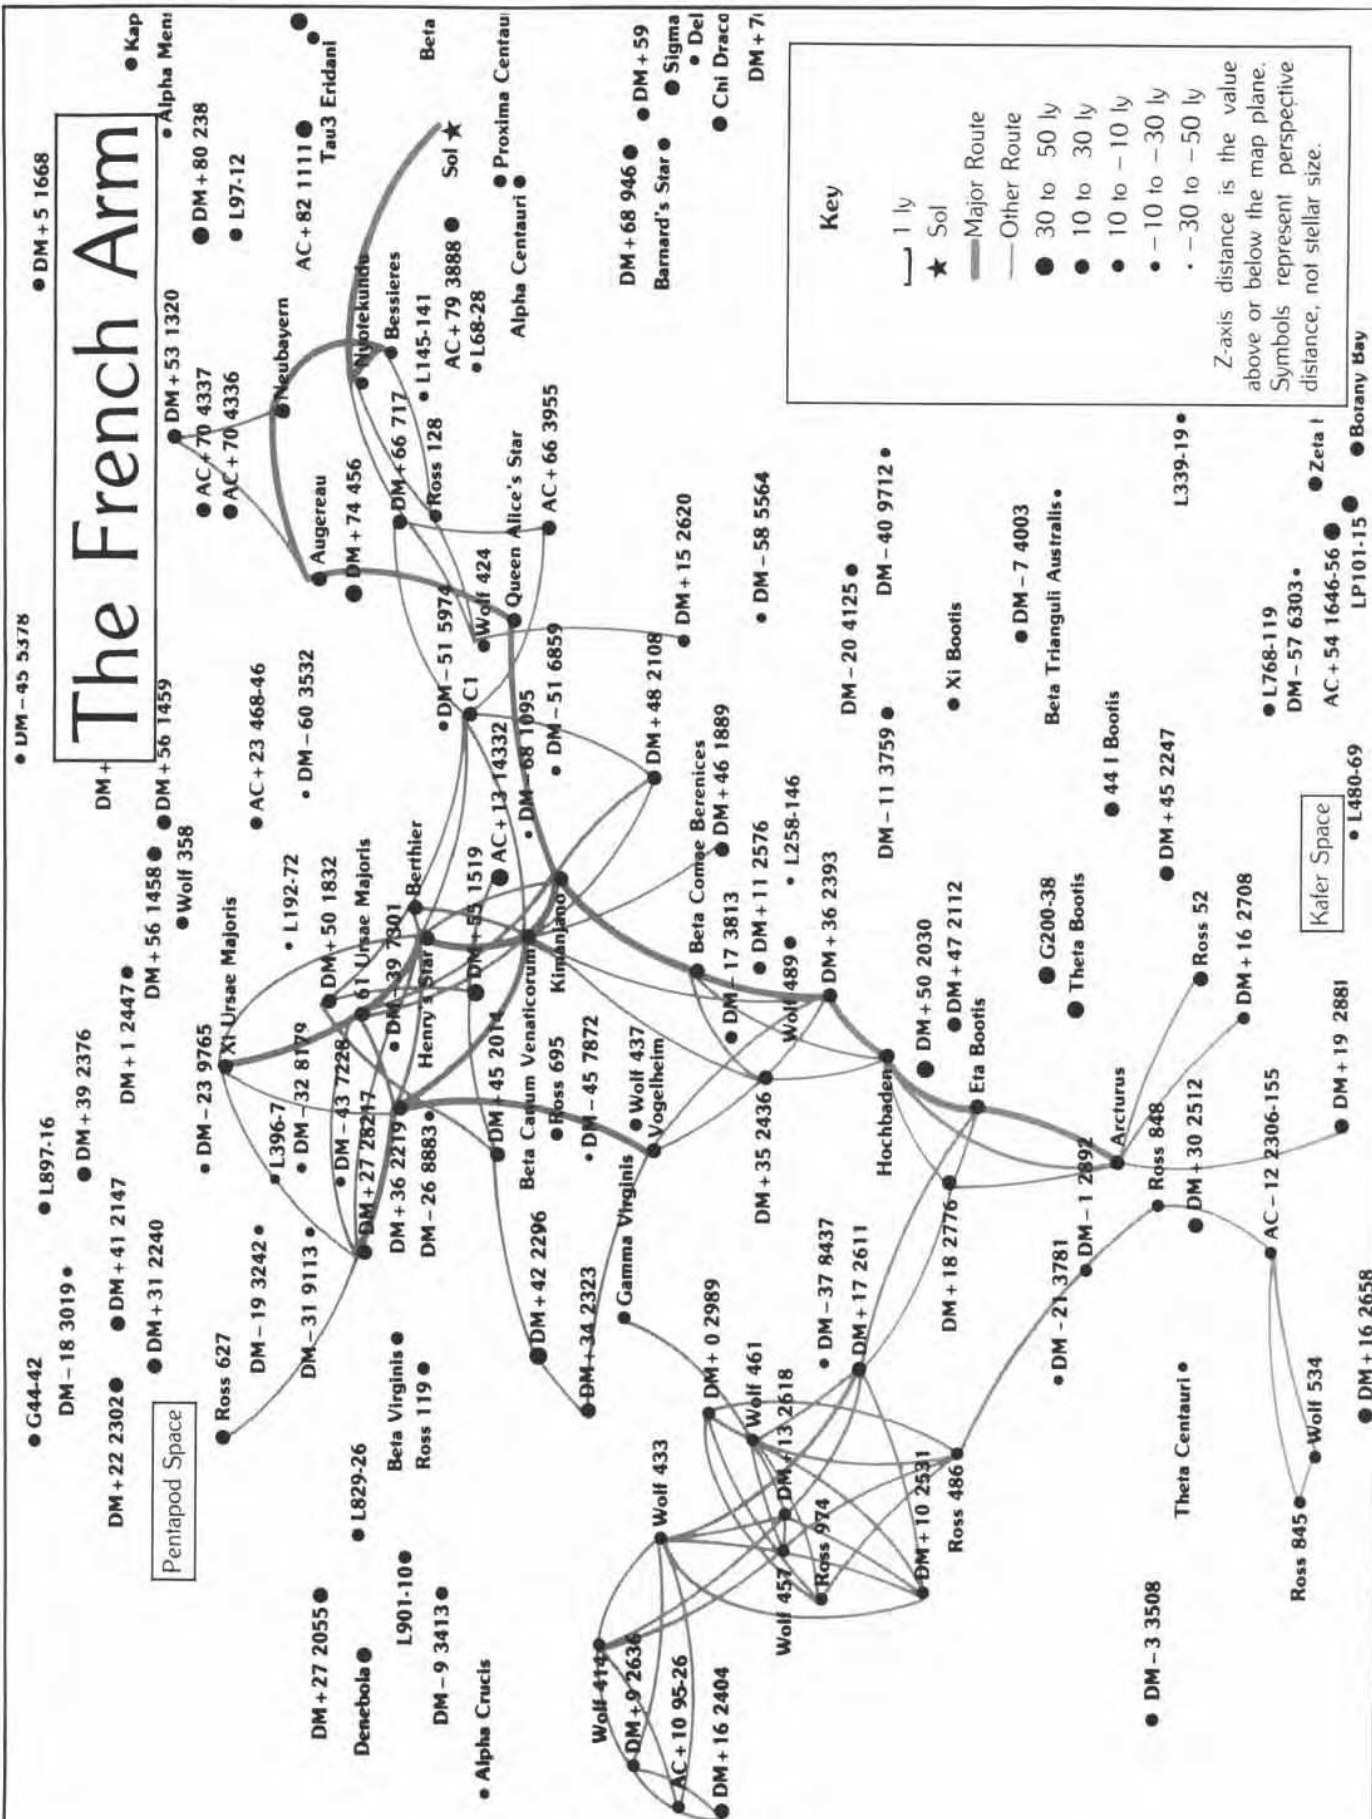 The French Arm
DM−45 5378
DM+5 1668
Kap
Alpha Men
DM+
DM+56 1459
DM+56 1458
Wolf 358
DM+53 1320
AC+70 4337
AC+70 4336
DM+80 238
L97-12
AC+82 1111
Tau3 Eridani
Beta
Sol
Neubayern
Nyotekundu
Bessieres
L145-141
AC+79 3888
L68-28
Proxima Centau
Alpha Centauri
Augereau
DM+74 456
DM+66 717
Ross 128
AC+66 3955
Queen Alice's Star
Wolf 424
DM−51 5974
C1
DM−51 6859
DM−68 1095
AC+13 14332
DM+48 2108
DM+15 2620
DM−58 5564
AC+23 468-46
DM−60 3532
L192-72
DM+50 1832
61 Ursae Majoris
Berthier
DM−39 7301
Henry's Star
DM+55 1519
Xi Ursae Majoris
Kimanjano
Beta Canum Venaticorum
DM+45 2014
Ross 695
DM−45 7872
Wolf 437
Vogelheim
Gamma Virginis
L897-16
DM+39 2376
DM+1 2447
DM−23 9765
L396-7
DM−32 8179
DM−43 7228
DM+27 28217
DM+36 2219
DM−26 8883
G44-42
DM−18 3019
DM+41 2147
DM+31 2240
DM+22 2302
Pentapod Space
Ross 627
DM−19 3242
DM−31 9113
Beta Virginis
Ross 119
L829-26
DM+27 2055
Denebola
L901-10
DM−9 3413
Alpha Crucis
DM+42 2296
DM+34 2323
DM+0 2989
Wolf 461
DM+13 2618
Wolf 433
Wolf 457
Ross 974
DM+10 2531
Ross 486
Wolf 414
DM+9 2636
AC+10 95-26
DM+16 2404
DM−37 8437
DM+17 2611
DM+18 2776
DM+35 2436
Hochbaden
Beta Comae Berenices
DM+46 1889
DM−17 3813
DM+11 2576
L258-146
Wolf 489
DM+36 2393
DM−11 3759
DM−20 4125
DM−40 9712
DM−7 4003
Xi Bootis
Beta Trianguli Australis
44 I Bootis
DM+45 2247
DM+50 2030
DM+47 2112
G200-38
Theta Bootis
Eta Bootis
Arcturus
Ross 52
DM+16 2708
DM+19 2881
Ross 848
DM−1 2892
DM+30 2512
DM−21 3781
AC−12 2306-155
Theta Centauri
Wolf 534
Ross 845
DM+16 2658
DM−3 3508
Kafer Space
L480-69
L768-119
DM−57 6303
AC+54 1646-56
LP101-15
Zeta
Botany Bay
L339-19
DM+68 946
Barnard's Star
DM+59
Sigma
Del
Chi Draco
DM+7
Key
1 ly
Sol
Major Route
Other Route
30 to 50 ly
10 to 30 ly
10 to −10 ly
−10 to −30 ly
−30 to −50 ly
Z-axis distance is the value
above or below the map plane.
Symbols represent perspective
distance, not stellar size.